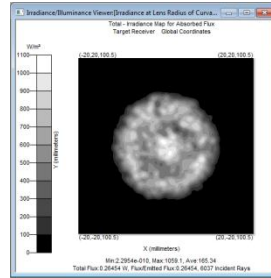 Irradiance/Illuminance Viewer:[Irradiance at Lens Radius of Curva...
Total - Irradiance Map for Absorbed Flux
Target Receiver Global Coordinates
W/m²
(-20,20,100.5) (20,20,100.5)
1100
1000
900
800
700
600
500
400
300
200
100
0
Y (millimeters)
(-20,-20,100.5) (20,-20,100.5)
X (millimeters)
Min:2.2954e-010, Max:1059.1, Ave:165.34
Total Flux:0.26454 W, Flux/Emitted Flux:0.26454, 6037 Incident Rays